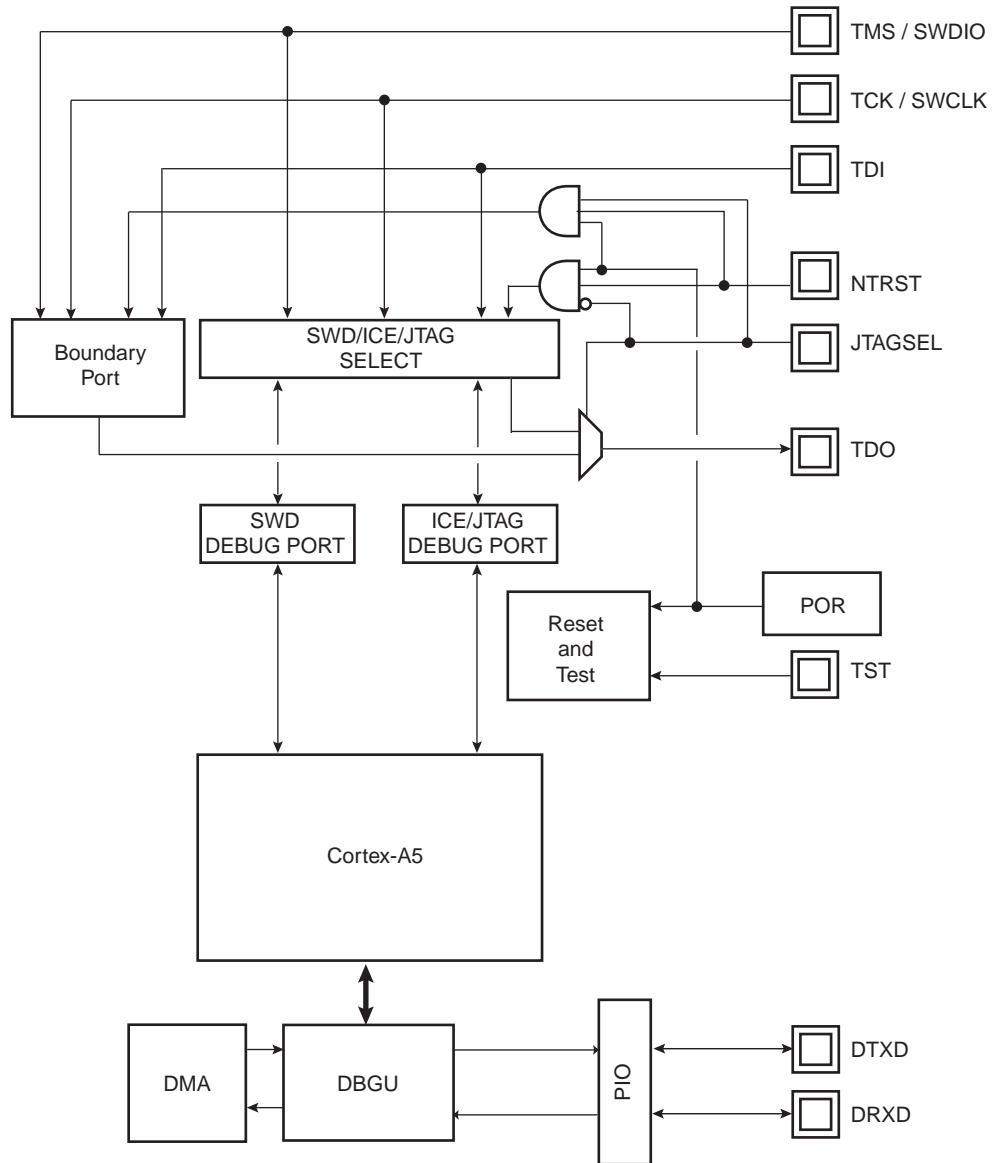 TMS / SWDIO
TCK / SWCLK
TDI
NTRST
SWD/ICE/JTAG
SELECT
JTAGSEL
Boundary
Port
TDO
SWD
DEBUG PORT
ICE/JTAG
DEBUG PORT
POR
Reset
and
Test
TST
Cortex-A5
DMA
DBGU
PIO
DTXD
DRXD